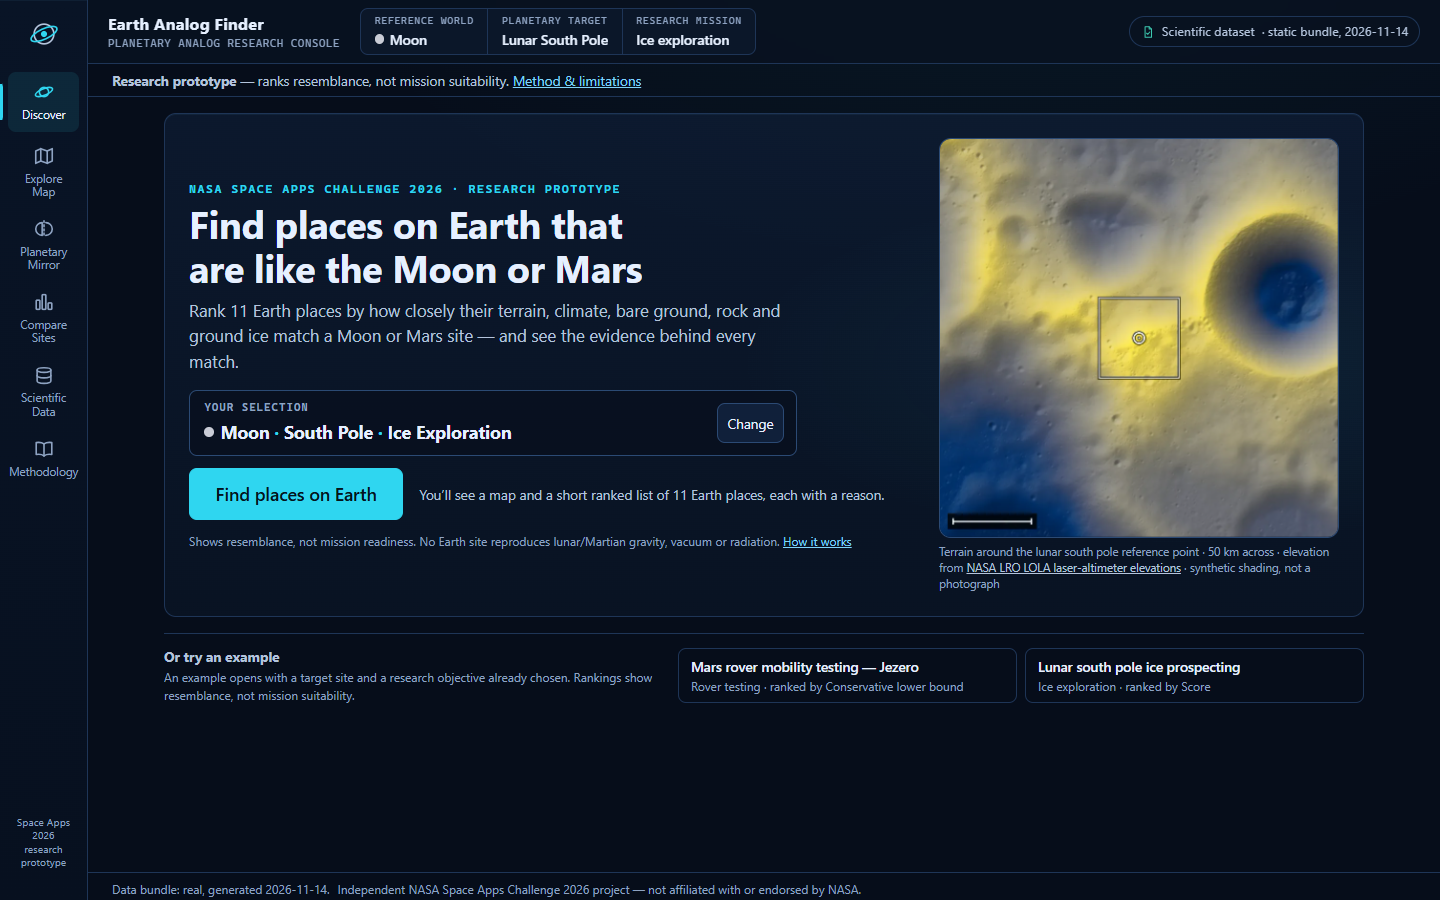 Earth Analog Finder
PLANETARY ANALOG RESEARCH CONSOLE
REFERENCE WORLD
Moon
PLANETARY TARGET
Lunar South Pole
RESEARCH MISSION
Ice exploration
Scientific dataset · static bundle, 2026-11-14
Discover
Explore
Map
Planetary
Mirror
Compare
Sites
Scientific
Data
Methodology
Space Apps
2026
research
prototype
Research prototype — ranks resemblance, not mission suitability. Method & limitations
NASA SPACE APPS CHALLENGE 2026 · RESEARCH PROTOTYPE
Find places on Earth that
are like the Moon or Mars
Rank 11 Earth places by how closely their terrain, climate, bare ground, rock and
ground ice match a Moon or Mars site — and see the evidence behind every
match.
YOUR SELECTION
Moon · South Pole · Ice Exploration
Change
Find places on Earth
You’ll see a map and a short ranked list of 11 Earth places, each with a reason.
Shows resemblance, not mission readiness. No Earth site reproduces lunar/Martian gravity, vacuum or radiation. How it works
Terrain around the lunar south pole reference point · 50 km across · elevation
from NASA LRO LOLA laser-altimeter elevations · synthetic shading, not a
photograph
Or try an example
An example opens with a target site and a research objective already chosen. Rankings show
resemblance, not mission suitability.
Mars rover mobility testing — Jezero
Rover testing · ranked by Conservative lower bound
Lunar south pole ice prospecting
Ice exploration · ranked by Score
Data bundle: real, generated 2026-11-14. Independent NASA Space Apps Challenge 2026 project — not affiliated with or endorsed by NASA.